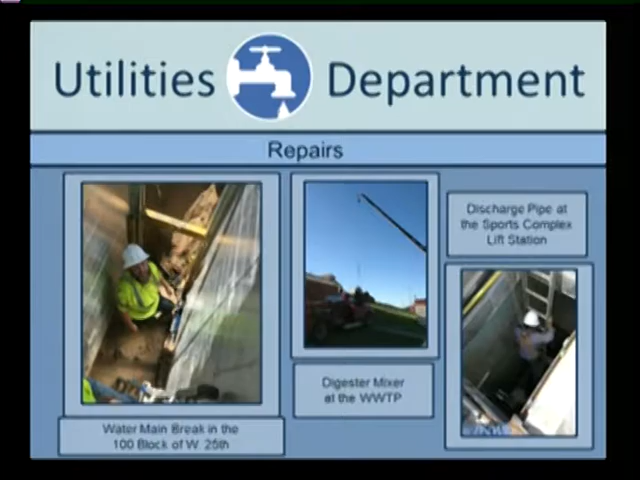 Utilities Department
Repairs
Discharge Pipe at
the Sports Complex
Lift Station
Digester Mixer
at the WWTP
Water Main Break in the
100 Block of W. 25th